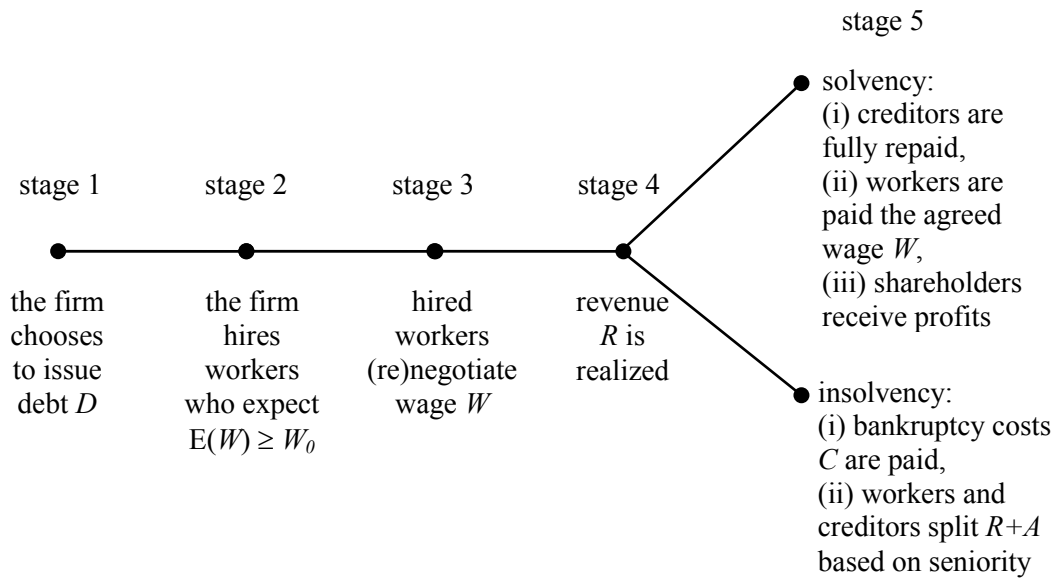 stage 5
solvency:
(i) creditors are
fully repaid,
(ii) workers are
paid the agreed
wage W,
(iii) shareholders
receive profits
stage 1
stage 2
stage 3
stage 4
the firm
chooses
to issue
debt D
the firm
hires
workers
who expect
E(W) ≥ W₀
hired
workers
(re)negotiate
wage W
revenue
R is
realized
insolvency:
(i) bankruptcy costs
C are paid,
(ii) workers and
creditors split R+A
based on seniority